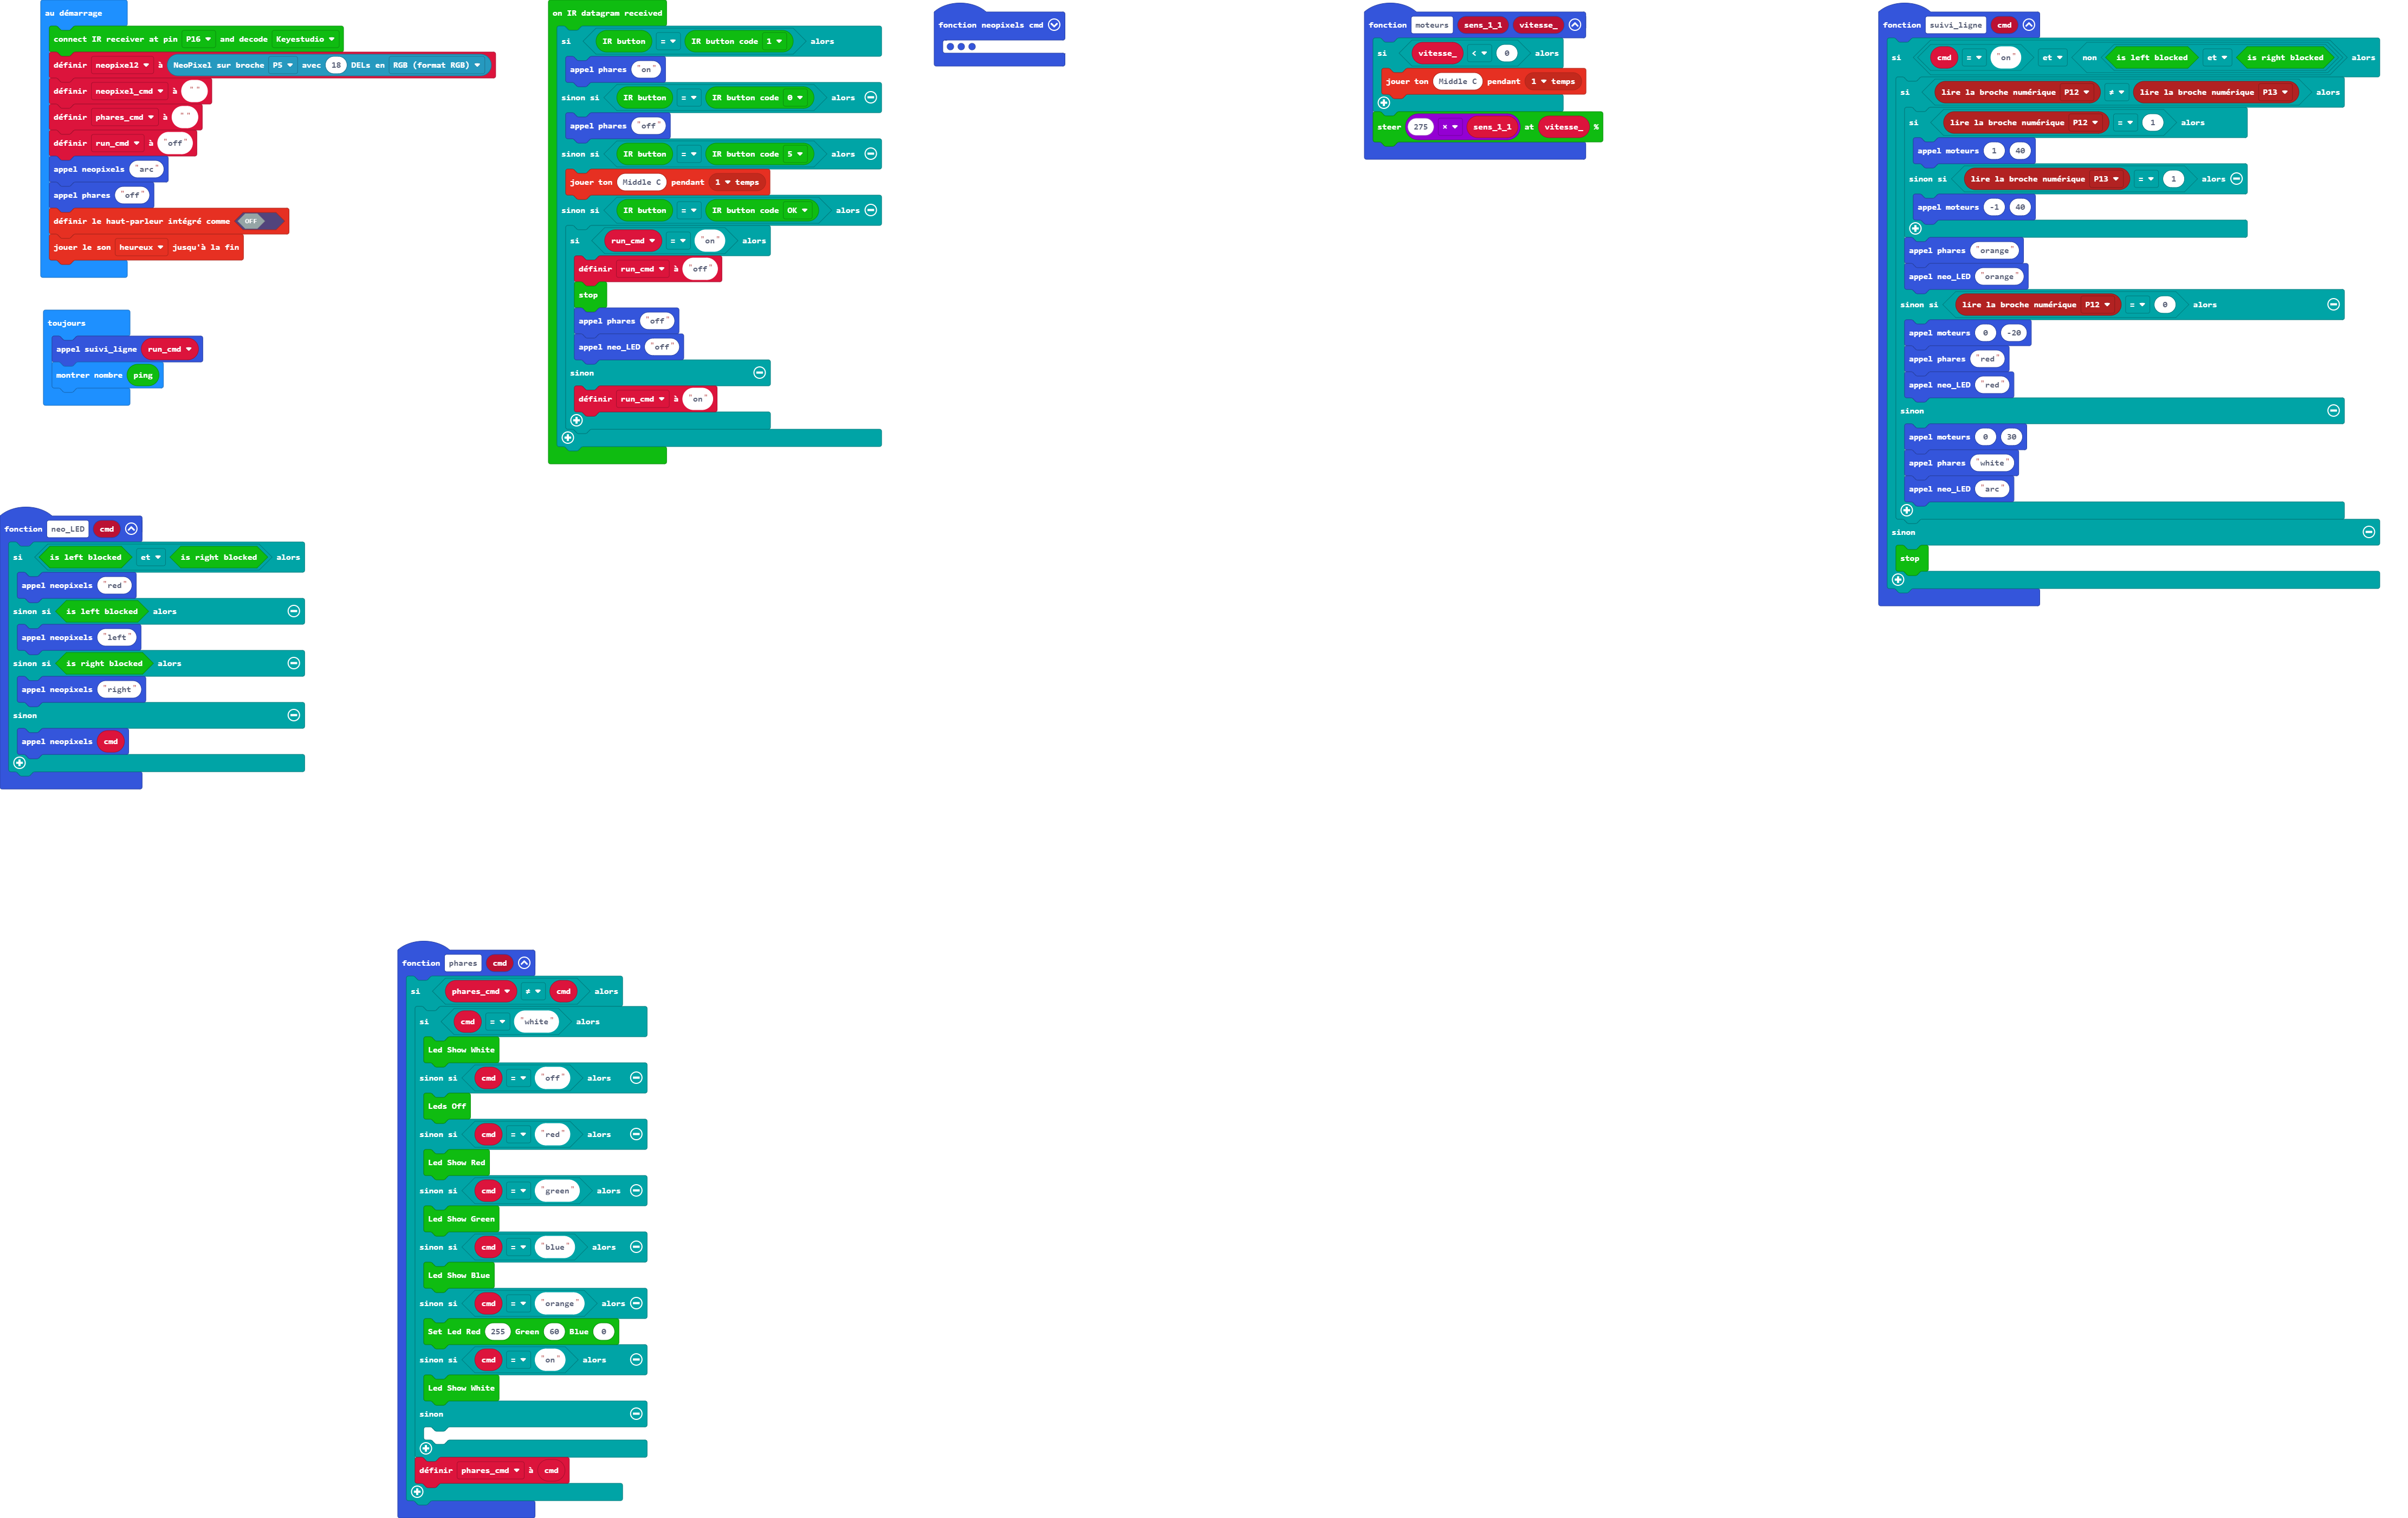 au démarrage
connect IR receiver at pin P16 and decode Keyestudio
définir neopixel2 à NeoPixel sur broche P5 avec 18 DELs en RGB (format RGB)
définir neopixel_cmd à " "
définir phares_cmd à " "
définir run_cmd à "off"
appel neopixels "arc"
appel phares "off"
définir le haut-parleur intégré comme OFF
jouer le son heureux jusqu'à la fin
toujours
appel suivi_ligne run_cmd
montrer nombre ping
on IR datagram received
si IR button = IR button code 1 alors
appel phares "on"
sinon si IR button = IR button code 0 alors
appel phares "off"
sinon si IR button = IR button code 5 alors
jouer ton Middle C pendant 1 temps
sinon si IR button = IR button code OK alors
si run_cmd = "on" alors
définir run_cmd à "off"
stop
appel phares "off"
appel neo_LED "off"
sinon
définir run_cmd à "on"
fonction neopixels cmd
fonction moteurs sens_1_1 vitesse_
si vitesse_ < 0 alors
jouer ton Middle C pendant 1 temps
steer 275 × sens_1_1 at vitesse_ %
fonction suivi_ligne cmd
si cmd = "on" et non is left blocked et is right blocked alors
si lire la broche numérique P12 ≠ lire la broche numérique P13 alors
si lire la broche numérique P12 = 1 alors
appel moteurs 1 40
sinon si lire la broche numérique P13 = 1 alors
appel moteurs -1 40
appel phares "orange"
appel neo_LED "orange"
sinon si lire la broche numérique P12 = 0 alors
appel moteurs 0 -20
appel phares "red"
appel neo_LED "red"
sinon
appel moteurs 0 30
appel phares "white"
appel neo_LED "arc"
sinon
stop
fonction neo_LED cmd
si is left blocked et is right blocked alors
appel neopixels "red"
sinon si is left blocked alors
appel neopixels "left"
sinon si is right blocked alors
appel neopixels "right"
sinon
appel neopixels cmd
fonction phares cmd
si phares_cmd ≠ cmd alors
si cmd = "white" alors
Led Show White
sinon si cmd = "off" alors
Leds Off
sinon si cmd = "red" alors
Led Show Red
sinon si cmd = "green" alors
Led Show Green
sinon si cmd = "blue" alors
Led Show Blue
sinon si cmd = "orange" alors
Set Led Red 255 Green 60 Blue 0
sinon si cmd = "on" alors
Led Show White
sinon
définir phares_cmd à cmd